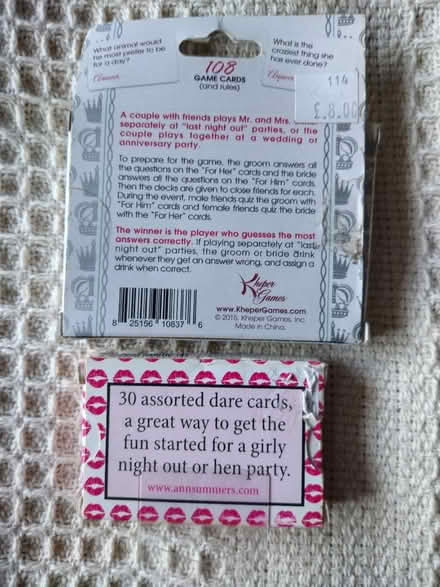 What animal would
he most prefer to be
for a day?
Answer
108
GAME CARDS
(and rules)
What is the
craziest thing she
has ever done?
Answer
114
£8.00
A couple with friends plays Mr. and Mrs.
separately at "last night out" parties, or the
couple plays together at a wedding or
anniversary party.
To prepare for the game, the groom answers all
the questions on the "For Her" cards and the bride
answers all the questions on the "For Him" cards.
Then the decks are given to close friends for each.
During the event, male friends quiz the groom with
"For Him" cards and female friends quiz the bride
with the "For Her" cards.
The winner is the player who guesses the most
answers correctly. If playing separately at "last
night out" parties, the groom or bride drink
whenever they get an answer wrong, and assign a
drink when correct.
Kheper
Games
www.KheperGames.com
© 2015, Kheper Games, Inc.
Made in China.
8 25156 10837 6
30 assorted dare cards,
a great way to get the
fun started for a girly
night out or hen party.
www.annsummers.com